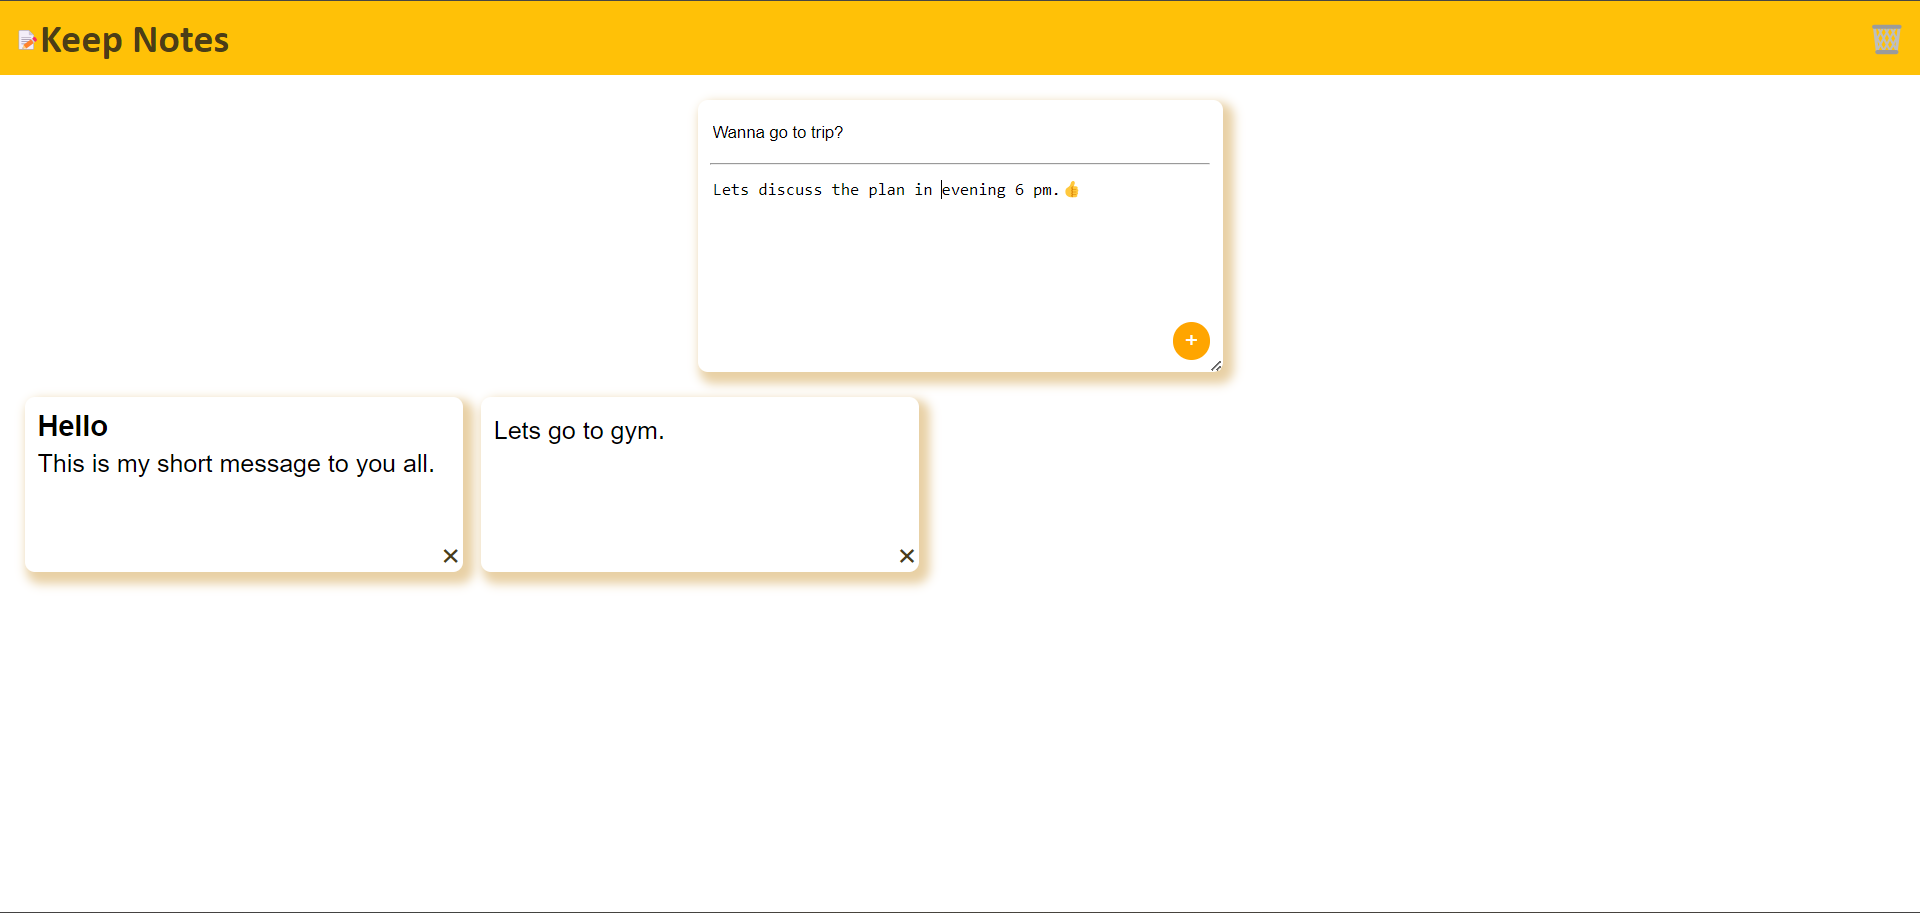 📝Keep Notes
Wanna go to trip?
Lets discuss the plan in evening 6 pm.👍
+
Hello
This is my short message to you all.
✕
Lets go to gym.
✕